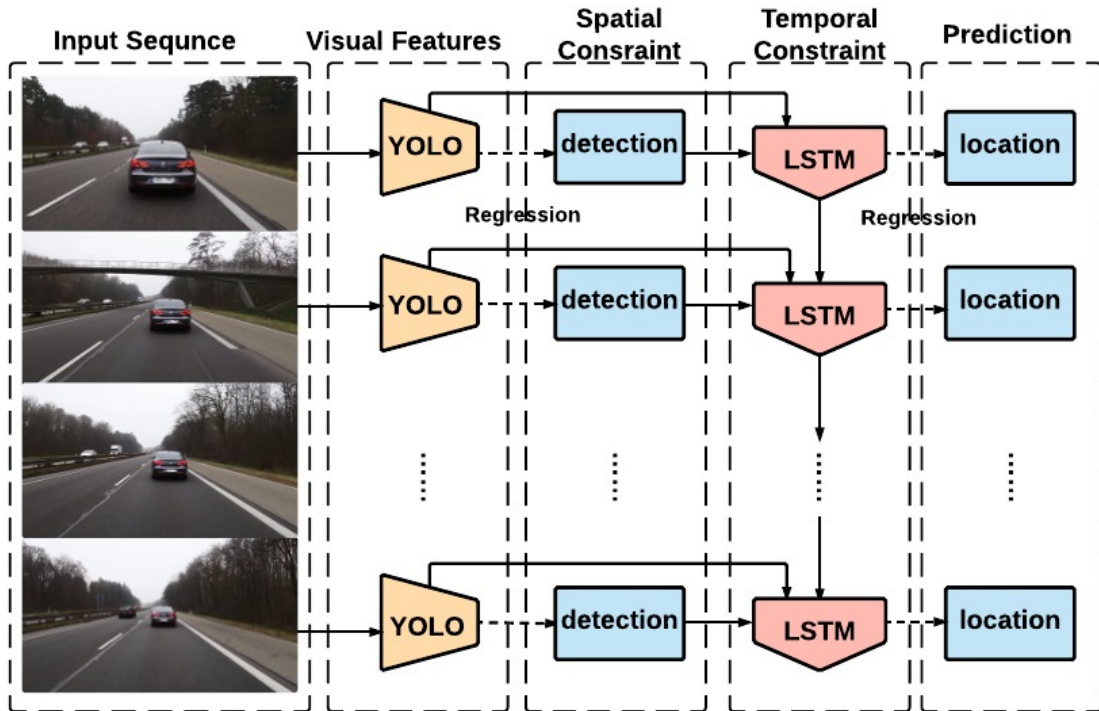 Input Sequnce
Visual Features
Spatial
Consraint
Temporal
Constraint
Prediction
YOLO
detection
LSTM
location
Regression
Regression
YOLO
detection
LSTM
location
YOLO
detection
LSTM
location